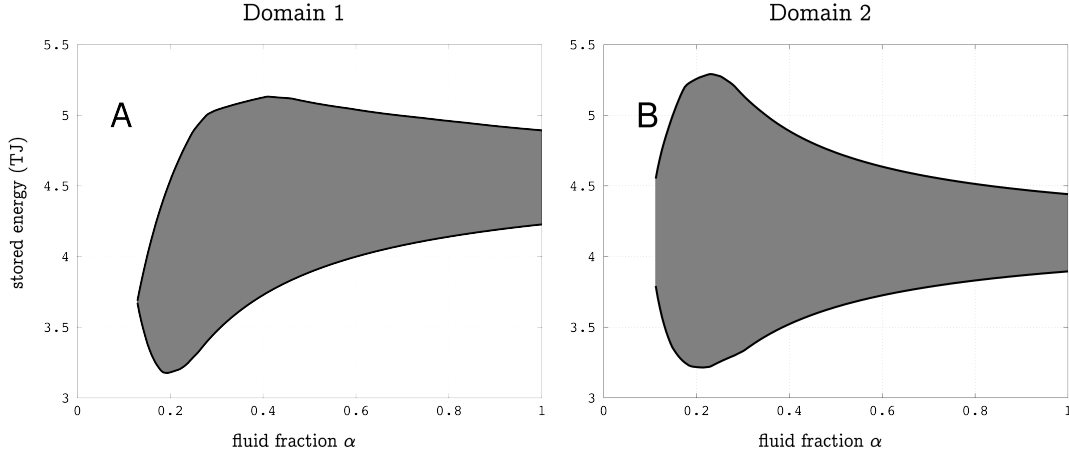 Domain 1
Domain 2
5.5
5
4.5
4
3.5
3
A
stored energy (TJ)
0 0.2 0.4 0.6 0.8 1
fluid fraction α
5.5
5
4.5
4
3.5
3
B
0 0.2 0.4 0.6 0.8 1
fluid fraction α